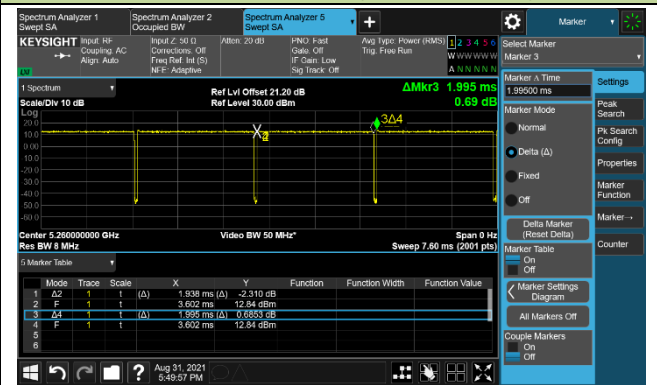 Spectrum Analyzer 1
Swept SA
Spectrum Analyzer 2
Occupied BW
Spectrum Analyzer 5
Swept SA
Marker
KEYSIGHT
Input: RF
Coupling: AC
Align: Auto
Input Z: 50 Ω
Corrections: Off
Freq Ref: Int (S)
NFE: Adaptive
Atten: 20 dB
PNO: Fast
Gate: Off
IF Gain: Low
Sig Track: Off
Avg Type: Power (RMS)
Trig: Free Run
1 2 3 4 5 6
W W W W W W
A N N N N N
LXI
Select Marker
Marker 3
1 Spectrum
Scale/Div 10 dB
Ref Lvl Offset 21.20 dB
Ref Level 30.00 dBm
ΔMkr3 1.995 ms
0.69 dB
Log
20.0
10.0
0.00
-10.0
-20.0
-30.0
-40.0
-50.0
-60.0
3Δ4
Center 5.260000000 GHz
Res BW 8 MHz
Video BW 50 MHz*
Span 0 Hz
Sweep 7.60 ms (2001 pts)
5 Marker Table
Mode Trace Scale X Y Function Function Width Function Value
1 Δ2 1 t (Δ) 1.938 ms (Δ) -2.310 dB
2 F 1 t 3.602 ms 12.84 dBm
3 Δ4 1 t (Δ) 1.995 ms (Δ) 0.6853 dB
4 F 1 t 3.602 ms 12.84 dBm
5
6
Marker Δ Time
1.99500 ms
Marker Mode
Normal
Delta (Δ)
Fixed
Off
Delta Marker
(Reset Delta)
Marker Table
On
Off
Marker Settings
Diagram
All Markers Off
Couple Markers
On
Off
Settings
Peak
Search
Pk Search
Config
Properties
Marker
Function
Marker→
Counter
Aug 31, 2021
5:49:57 PM